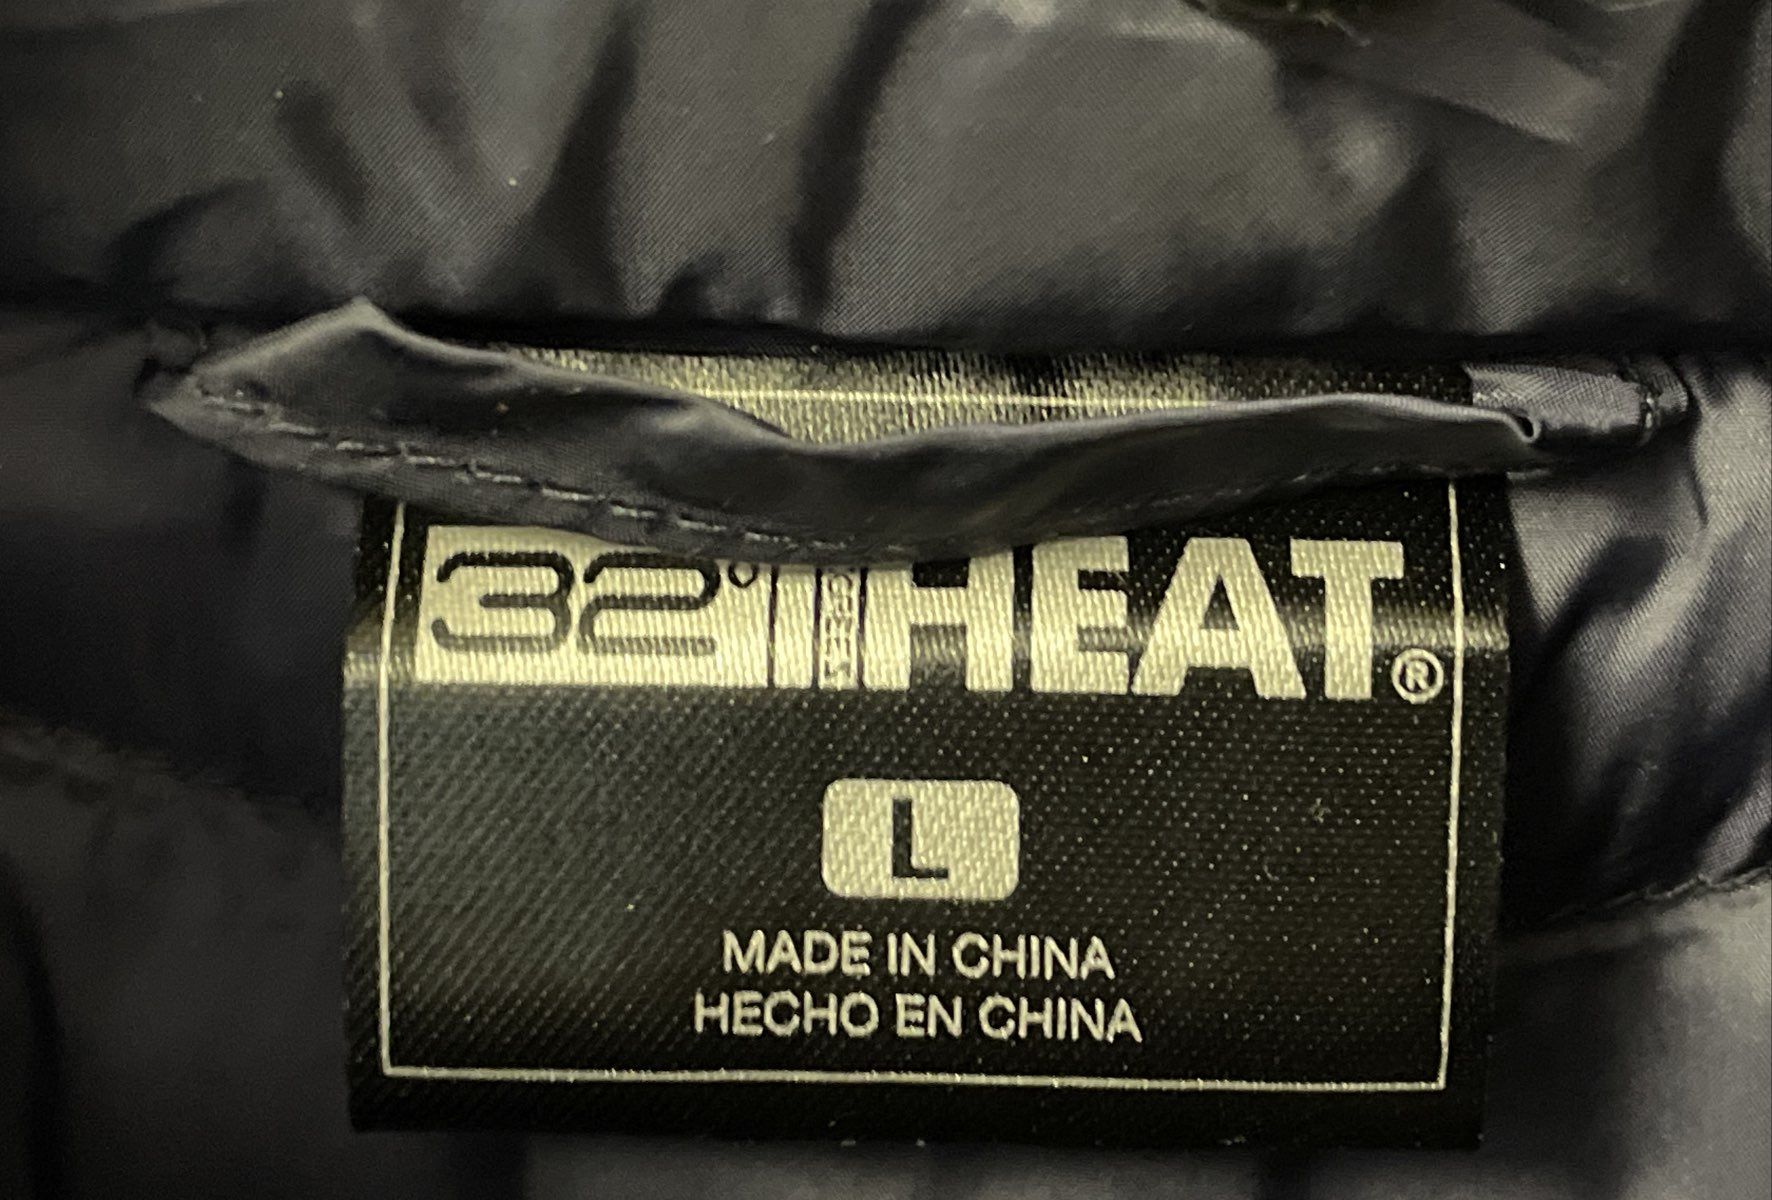 32° HEAT®
L
MADE IN CHINA
HECHO EN CHINA